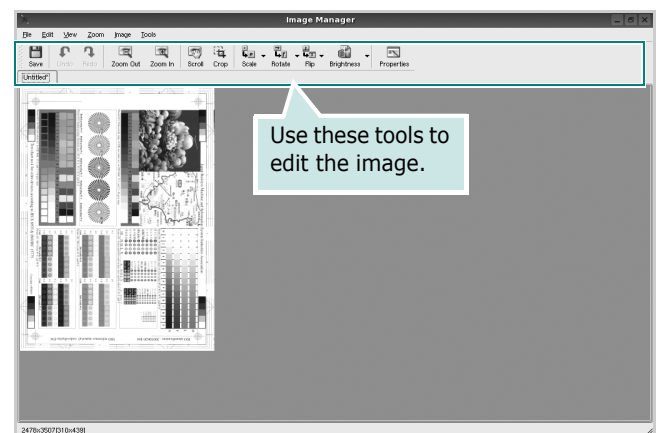 Image Manager
File Edit View Zoom Image Tools
Save Undo Redo Zoom Out Zoom In Scroll Crop Scale Rotate Flip Brightness Properties
Untitled*
Use these tools to
edit the image.
2478x3507[310x439]